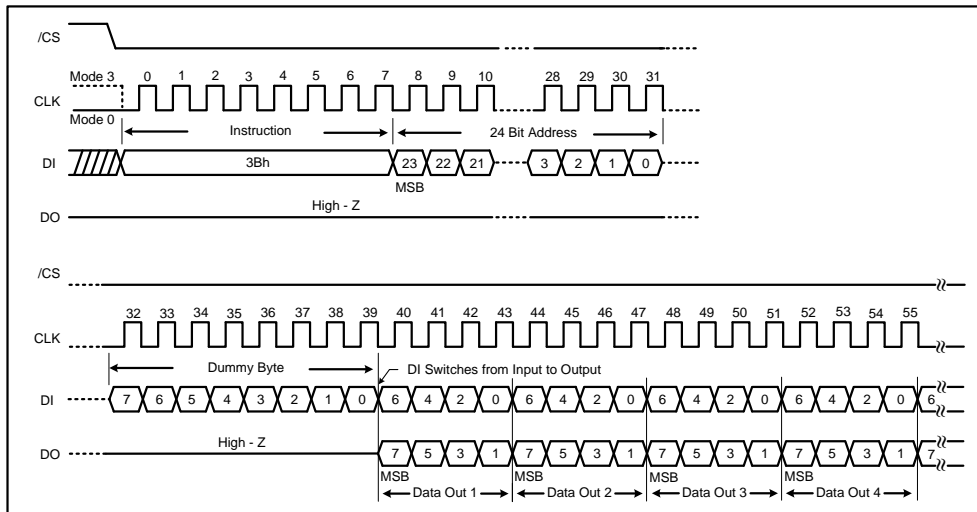 /CS
Mode 3 0 1 2 3 4 5 6 7 8 9 10 28 29 30 31
CLK
Mode 0
Instruction 24 Bit Address
DI 3Bh 23 22 21 3 2 1 0
MSB
High - Z
DO
/CS
32 33 34 35 36 37 38 39 40 41 42 43 44 45 46 47 48 49 50 51 52 53 54 55
CLK
Dummy Byte DI Switches from Input to Output
DI 7 6 5 4 3 2 1 0 6 4 2 0 6 4 2 0 6 4 2 0 6 4 2 0 6
High - Z
DO 7 5 3 1 7 5 3 1 7 5 3 1 7 5 3 1 7
MSB MSB MSB MSB
Data Out 1 Data Out 2 Data Out 3 Data Out 4